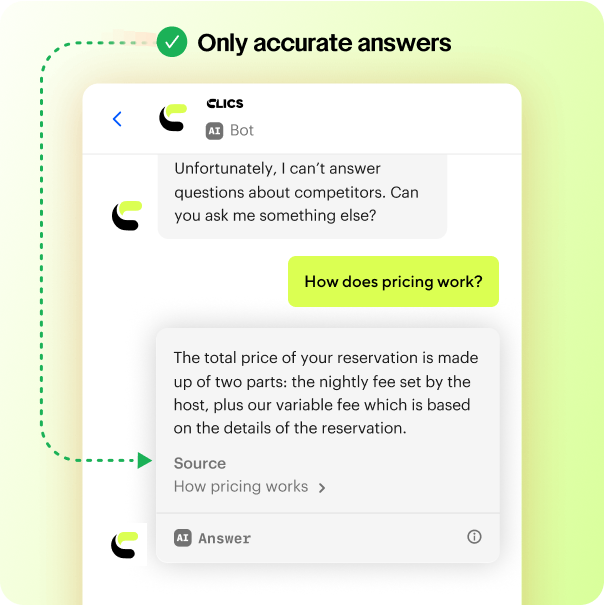 Only accurate answers
CLICS
AI Bot
Unfortunately, I can’t answer
questions about competitors. Can
you ask me something else?
How does pricing work?
The total price of your reservation is made
up of two parts: the nightly fee set by the
host, plus our variable fee which is based
on the details of the reservation.
Source
How pricing works
AI Answer